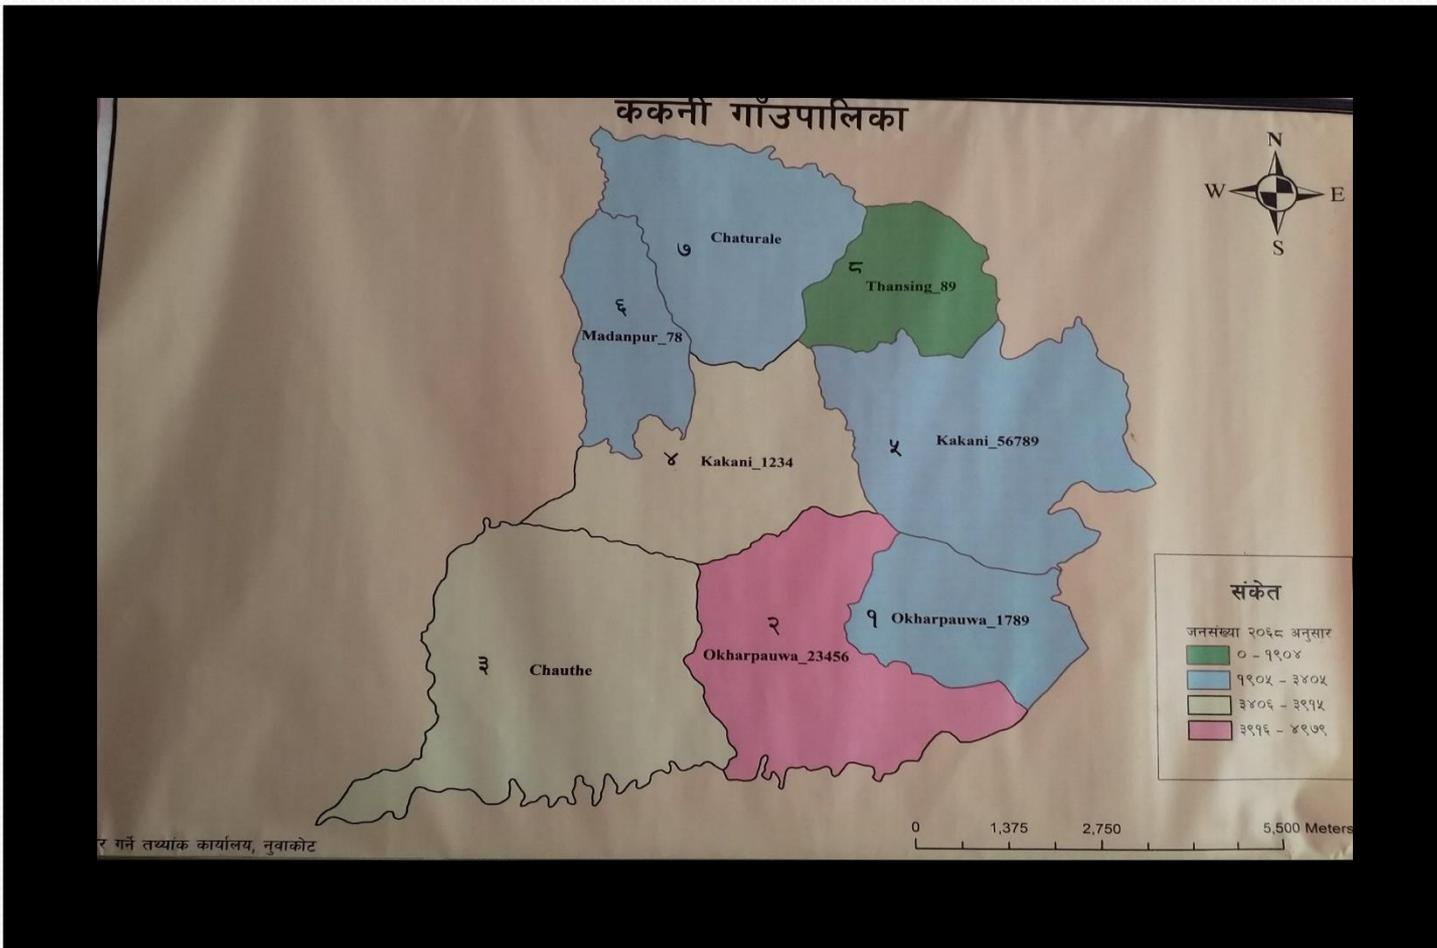 ककनी गाँउपालिका
N
W E
S
७ Chaturale
८
Thansing_89
६
Madanpur_78
५ Kakani_56789
४ Kakani_1234
१ Okharpauwa_1789
२
Okharpauwa_23456
३ Chauthe
संकेत
जनसंख्या २०६८ अनुसार
० - १९०४
१९०५ - ३४०५
३४०६ - ३९१५
३९१६ - ४९७९
0 1,375 2,750 5,500 Meters
र गर्ने तथ्यांक कार्यालय, नुवाकोट